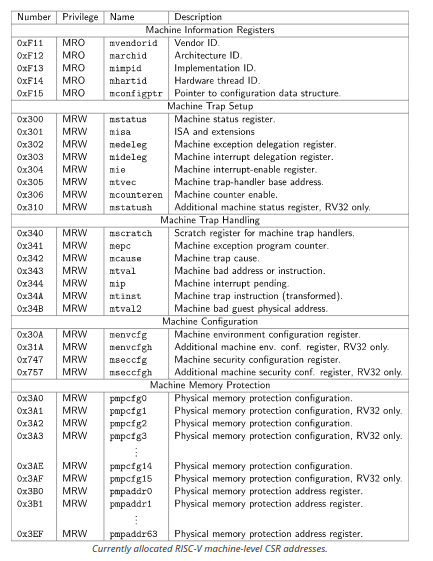 Number Privilege Name Description
Machine Information Registers
0xF11 MRO mvendorid Vendor ID.
0xF12 MRO marchid Architecture ID.
0xF13 MRO mimpid Implementation ID.
0xF14 MRO mhartid Hardware thread ID.
0xF15 MRO mconfigptr Pointer to configuration data structure.
Machine Trap Setup
0x300 MRW mstatus Machine status register.
0x301 MRW misa ISA and extensions
0x302 MRW medeleg Machine exception delegation register.
0x303 MRW mideleg Machine interrupt delegation register.
0x304 MRW mie Machine interrupt-enable register.
0x305 MRW mtvec Machine trap-handler base address.
0x306 MRW mcounteren Machine counter enable.
0x310 MRW mstatush Additional machine status register, RV32 only.
Machine Trap Handling
0x340 MRW mscratch Scratch register for machine trap handlers.
0x341 MRW mepc Machine exception program counter.
0x342 MRW mcause Machine trap cause.
0x343 MRW mtval Machine bad address or instruction.
0x344 MRW mip Machine interrupt pending.
0x34A MRW mtinst Machine trap instruction (transformed).
0x34B MRW mtval2 Machine bad guest physical address.
Machine Configuration
0x30A MRW menvcfg Machine environment configuration register.
0x31A MRW menvcfgh Additional machine env. conf. register, RV32 only.
0x747 MRW mseccfg Machine security configuration register.
0x757 MRW mseccfgh Additional machine security conf. register, RV32 only.
Machine Memory Protection
0x3A0 MRW pmpcfg0 Physical memory protection configuration.
0x3A1 MRW pmpcfg1 Physical memory protection configuration, RV32 only.
0x3A2 MRW pmpcfg2 Physical memory protection configuration.
0x3A3 MRW pmpcfg3 Physical memory protection configuration, RV32 only.
⋮
0x3AE MRW pmpcfg14 Physical memory protection configuration.
0x3AF MRW pmpcfg15 Physical memory protection configuration, RV32 only.
0x3B0 MRW pmpaddr0 Physical memory protection address register.
0x3B1 MRW pmpaddr1 Physical memory protection address register.
⋮
0x3EF MRW pmpaddr63 Physical memory protection address register.
Currently allocated RISC-V machine-level CSR addresses.